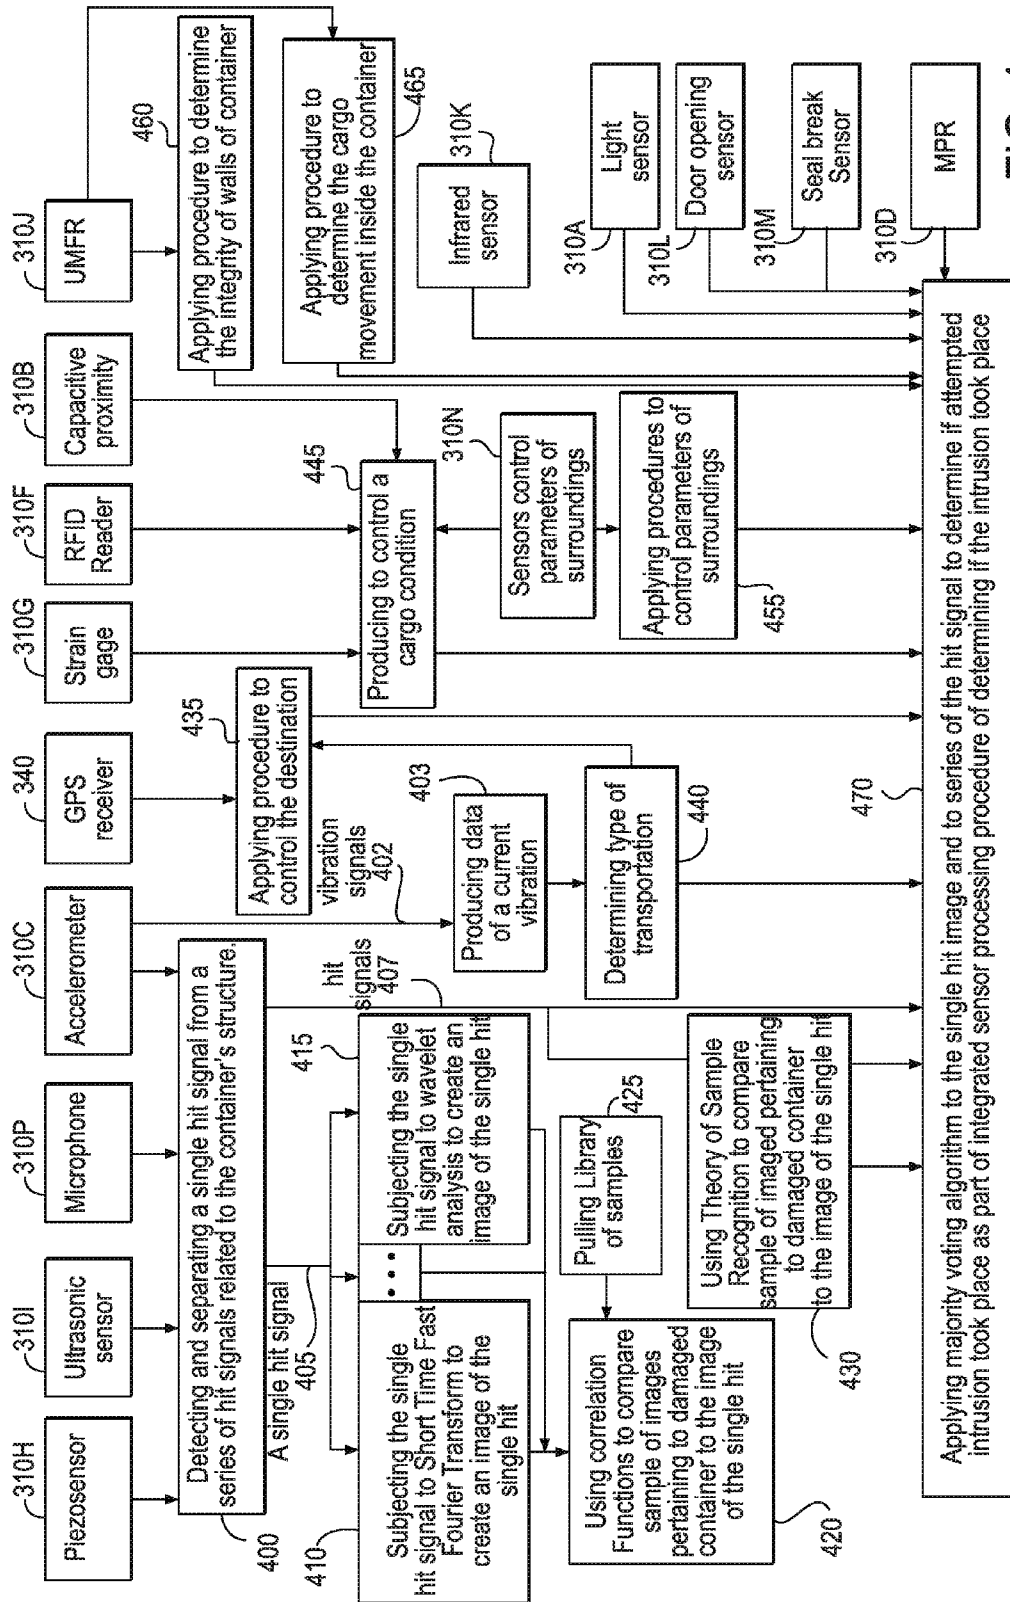 310H
Piezosensor
310I
Ultrasonic
sensor
310P
Microphone
310C
Accelerometer
340
GPS
receiver
310G
Strain
gage
310F
RFID
Reader
310B
Capacitive
proximity
310J
UMFR
400
Detecting and separating a single hit signal from a
series of hit signals related to the container's structure.
A single hit signal
405
hit
signals
407
vibration
signals
402
435
Applying procedure to
control the destination
403
Producing data
of a current
vibration
440
Determining type of
transportation
445
Producing to control a
cargo condition
310N
Sensors control
parameters of
surroundings
455
Applying procedures to
control parameters of
surroundings
460
Applying procedure to determine
the integrity of walls of container
465
Applying procedure to
determine the cargo
movement inside the container
310K
Infrared
sensor
310A
Light
sensor
310L
Door opening
sensor
310M
Seal break
Sensor
310D
MPR
410
Subjecting the single
hit signal to Short Time Fast
Fourier Transform to
create an image of the
single hit
415
Subjecting the single
hit signal to wavelet
analysis to create an
image of the single hit
425
Pulling Library
of samples
420
Using correlation
Functions to compare
sample of images
pertaining to damaged
container to the image
of the single hit
430
Using Theory of Sample
Recognition to compare
sample of imaged pertaining
to damaged container
to the image of the single hit
470
Applying majority voting algorithm to the single hit image and to series of the hit signal to determine if attempted
intrusion took place as part of integrated sensor processing procedure of determining if the intrusion took place